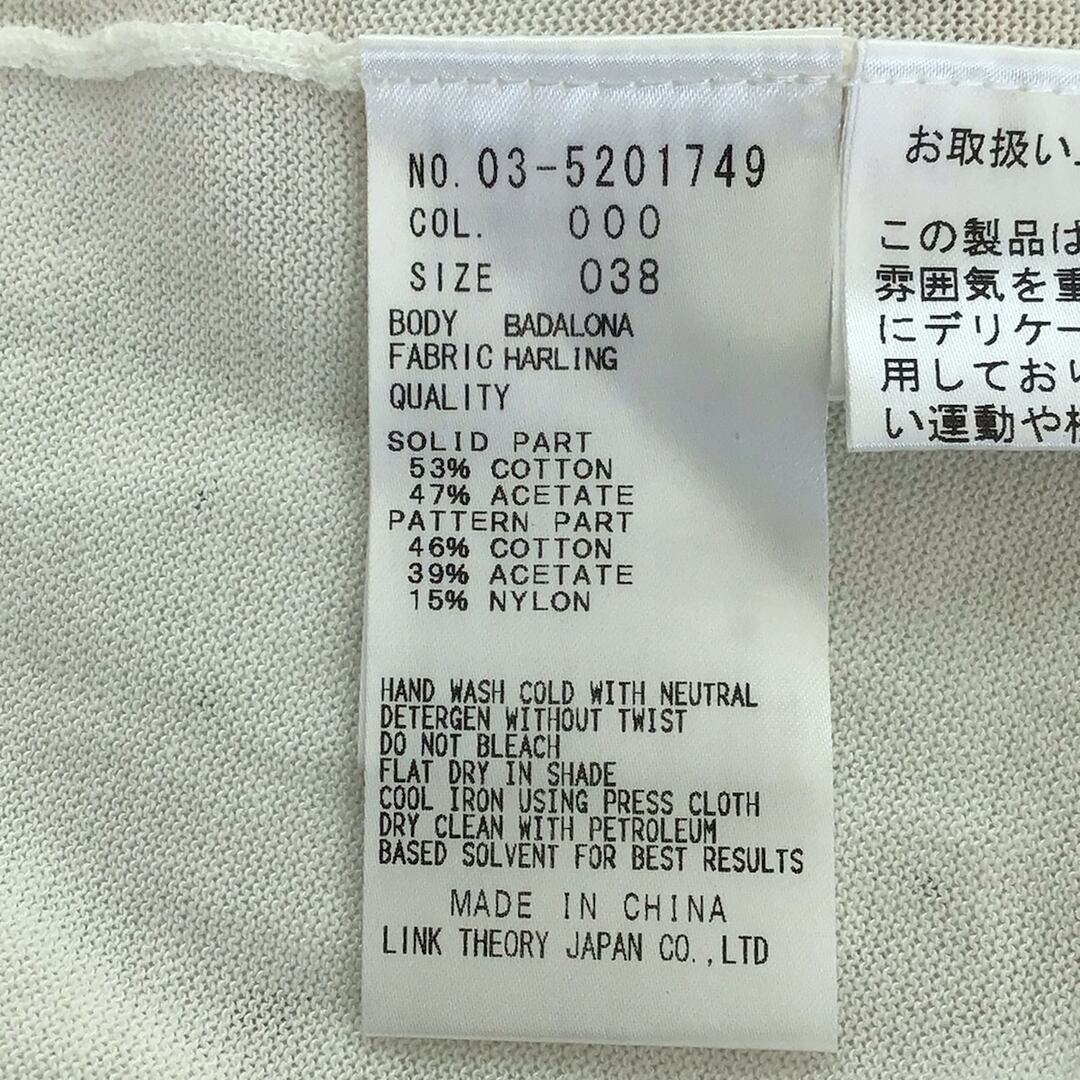 NO. 03-5201749
COL. 000
SIZE 038
BODY BADALONA
FABRIC HARLING
QUALITY
SOLID PART
53% COTTON
47% ACETATE
PATTERN PART
46% COTTON
39% ACETATE
15% NYLON
HAND WASH COLD WITH NEUTRAL
DETERGEN WITHOUT TWIST
DO NOT BLEACH
FLAT DRY IN SHADE
COOL IRON USING PRESS CLOTH
DRY CLEAN WITH PETROLEUM
BASED SOLVENT FOR BEST RESULTS
MADE IN CHINA
LINK THEORY JAPAN CO.,LTD
お取扱い
この製品は
雰囲気を重
にデリケー
用しており
い運動や